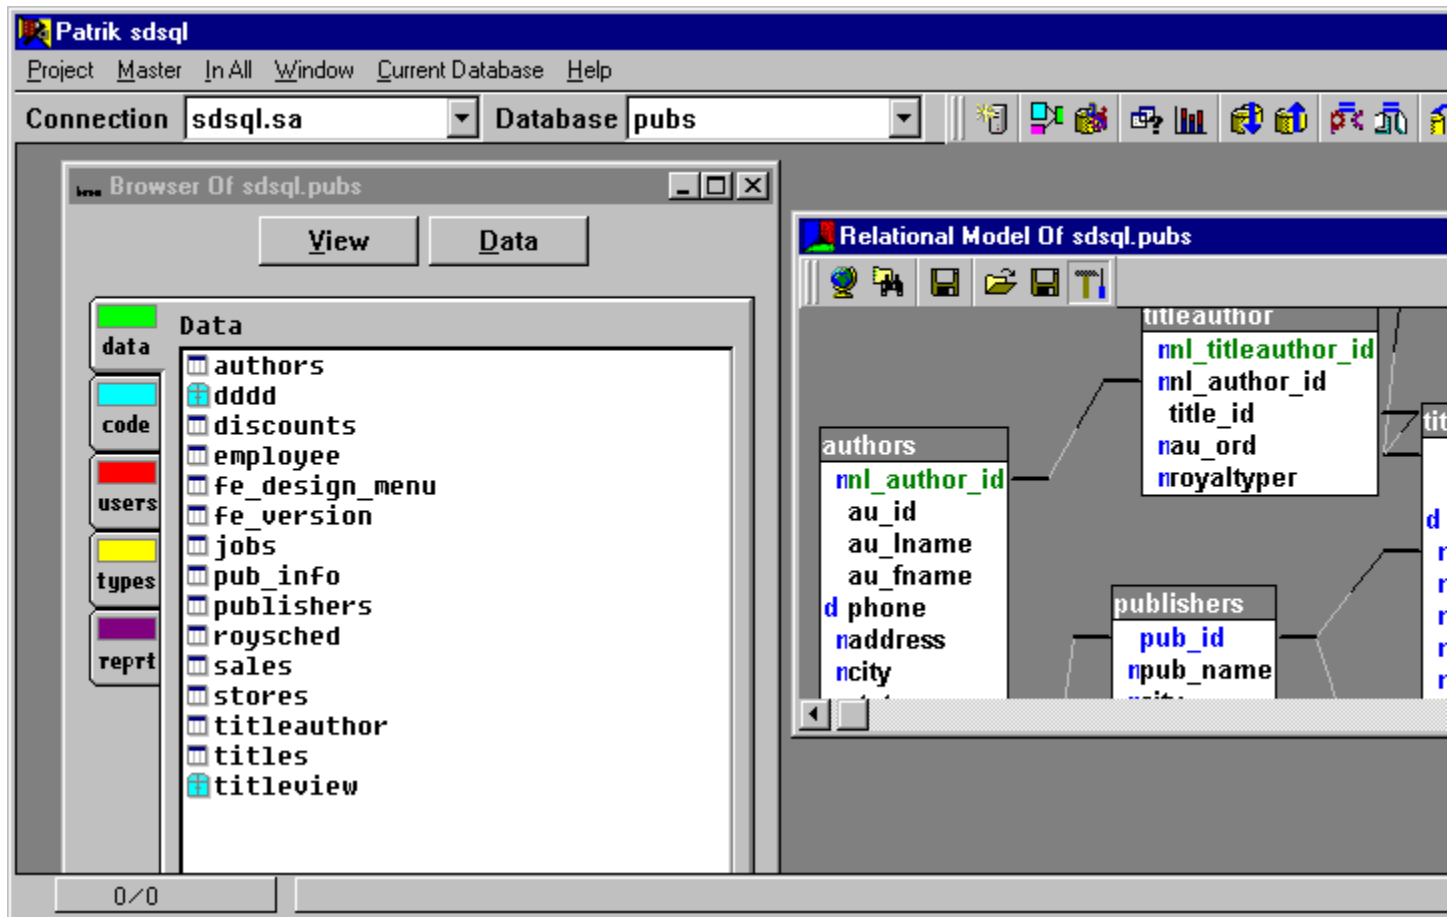 Patrik sdsql
Project Master In All Window Current Database Help
Connection sdsql.sa Database pubs
Browser Of sdsql.pubs
View Data
data
code
users
types
reprt
Data
authors
dddd
discounts
employee
fe_design_menu
fe_version
jobs
pub_info
publishers
roysched
sales
stores
titleauthor
titles
titleview
Relational Model Of sdsql.pubs
titleauthor
nnl_titleauthor_id
nnl_author_id
title_id
nau_ord
nroyaltyper
authors
nnl_author_id
au_id
au_lname
au_fname
d phone
naddress
ncity
publishers
pub_id
npub_name
tit
d
n
n
n
n
n
0/0